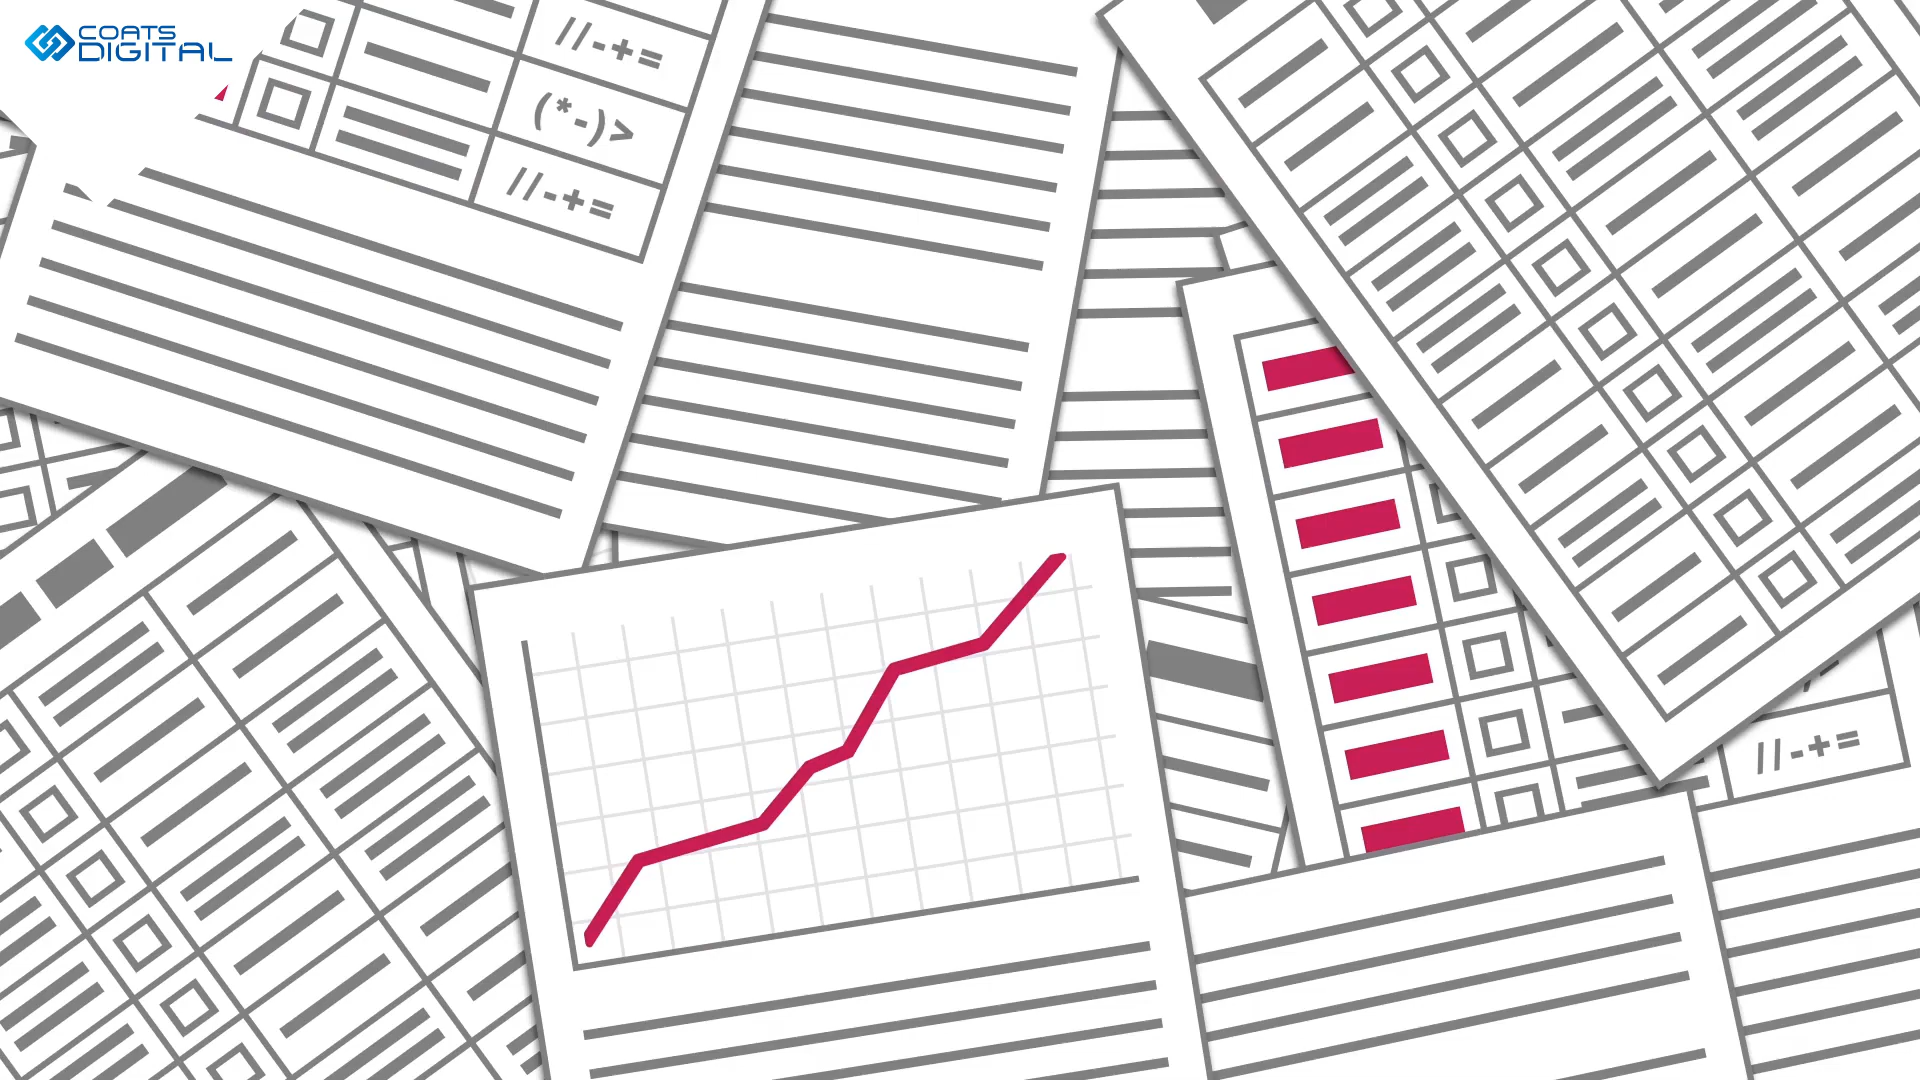 COATS
DIGITAL
//-+=
(*-)>
//-+=
//-+=